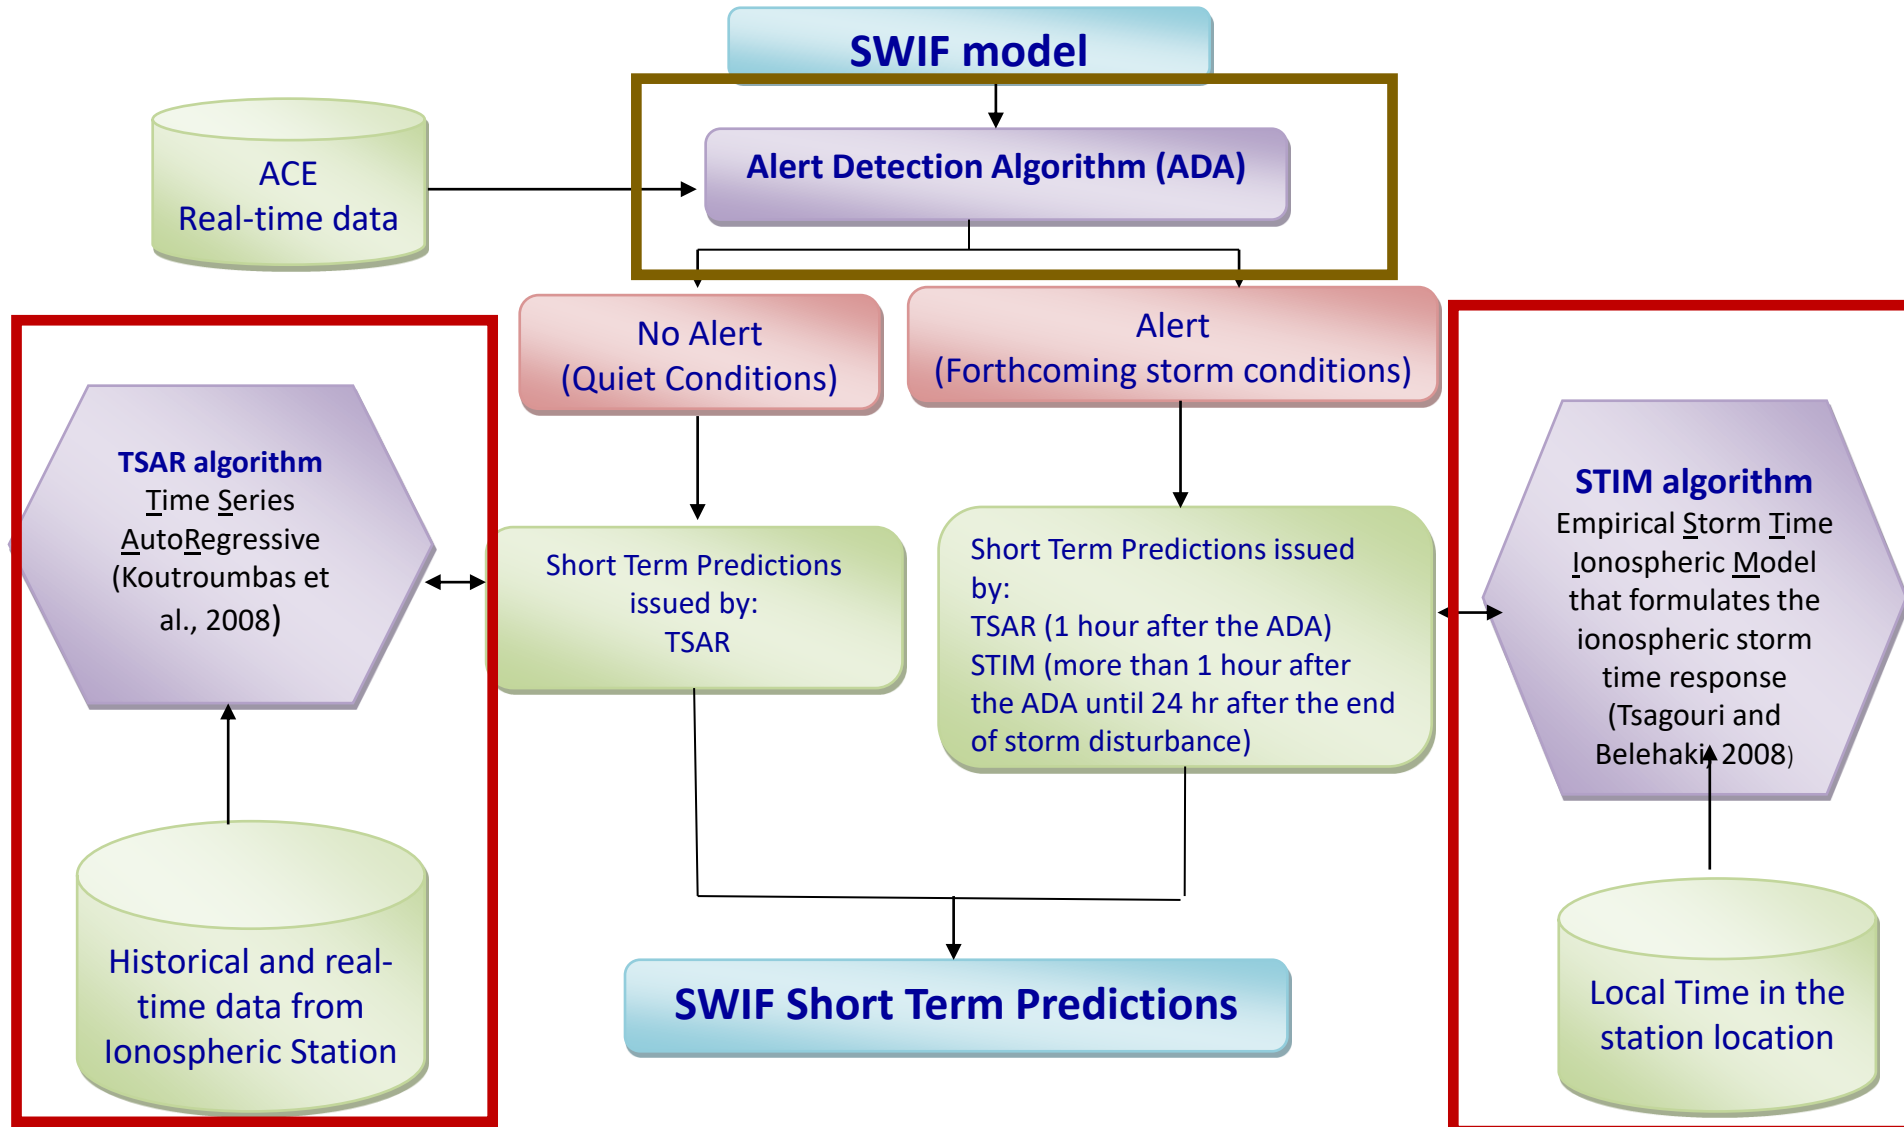 SWIF model
Alert Detection Algorithm (ADA)
ACE
Real-time data
No Alert
(Quiet Conditions)
Alert
(Forthcoming storm conditions)
TSAR algorithm
Time Series
AutoRegressive
(Koutroumbas et
al., 2008)
Short Term Predictions
issued by:
TSAR
Short Term Predictions issued
by:
TSAR (1 hour after the ADA)
STIM (more than 1 hour after
the ADA until 24 hr after the end
of storm disturbance)
STIM algorithm
Empirical Storm Time
Ionospheric Model
that formulates the
ionospheric storm
time response
(Tsagouri and
Belehaki, 2008)
Historical and real-
time data from
Ionospheric Station
SWIF Short Term Predictions
Local Time in the
station location